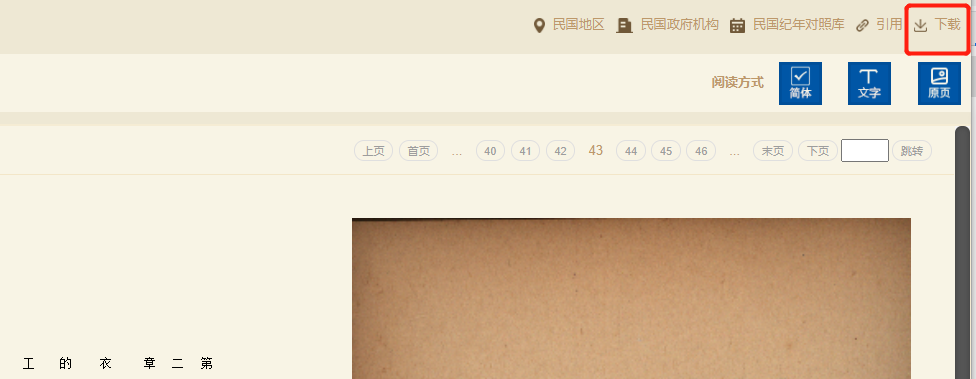 民国地区 民国政府机构 民国纪年对照库 引用 下载
阅读方式 简体 文字 原页
上页 首页 ... 40 41 42 43 44 45 46 ... 末页 下页 跳转
工 的 衣 章 二 第